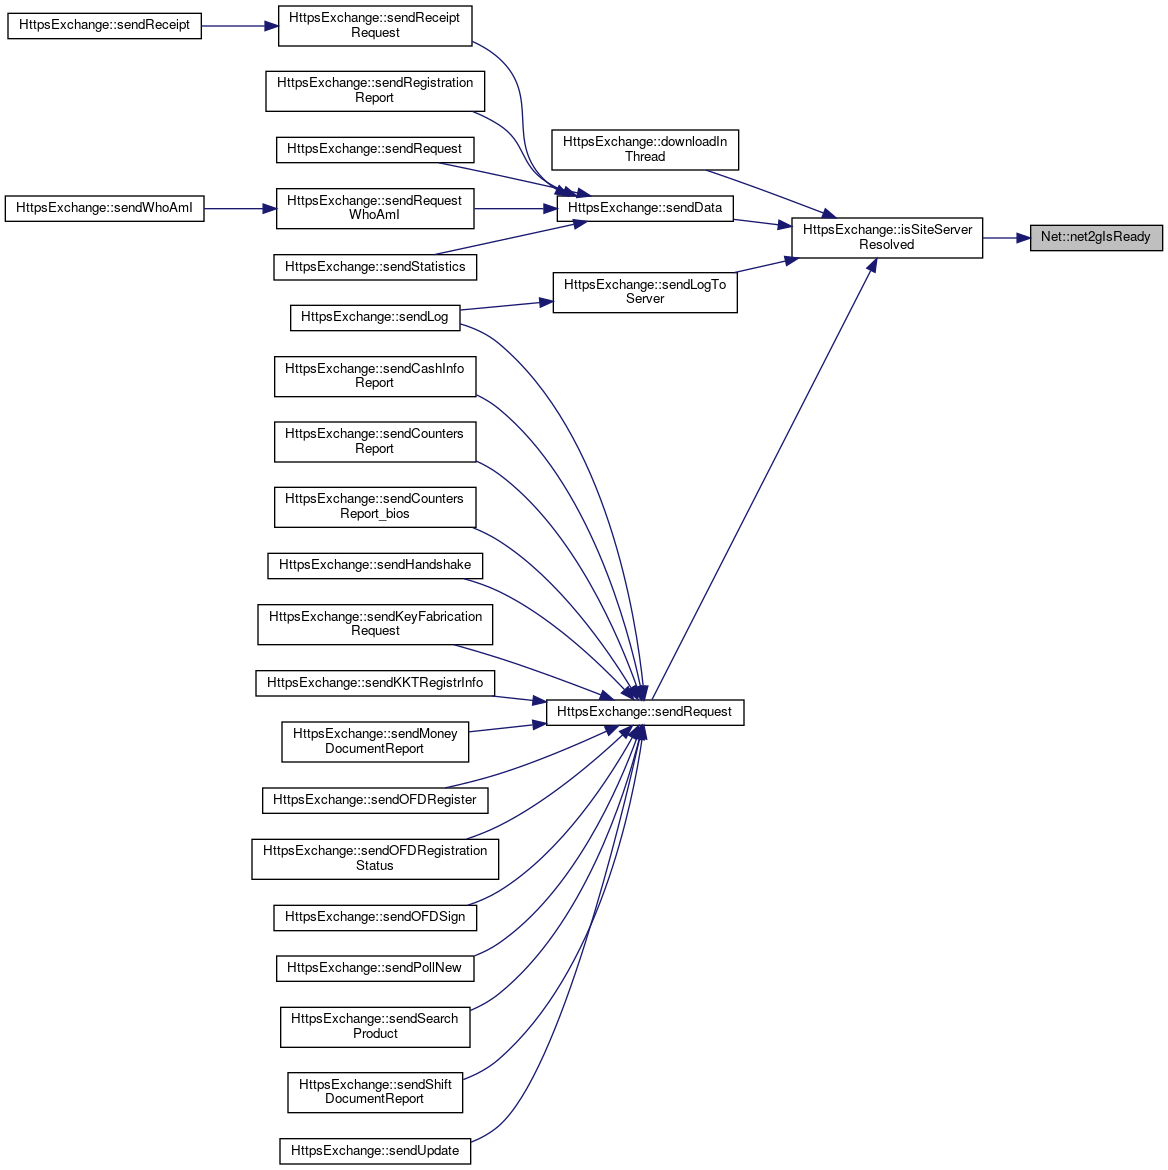 HttpsExchange::sendReceipt
HttpsExchange::sendReceipt
Request
HttpsExchange::sendRegistration
Report
HttpsExchange::sendRequest
HttpsExchange::sendWhoAmI
HttpsExchange::sendRequest
WhoAmI
HttpsExchange::sendStatistics
HttpsExchange::sendLog
HttpsExchange::sendCashInfo
Report
HttpsExchange::sendCounters
Report
HttpsExchange::sendCounters
Report_bios
HttpsExchange::sendHandshake
HttpsExchange::sendKeyFabrication
Request
HttpsExchange::sendKKTRegistrInfo
HttpsExchange::sendMoney
DocumentReport
HttpsExchange::sendOFDRegister
HttpsExchange::sendOFDRegistration
Status
HttpsExchange::sendOFDSign
HttpsExchange::sendPollNew
HttpsExchange::sendSearch
Product
HttpsExchange::sendShift
DocumentReport
HttpsExchange::sendUpdate
HttpsExchange::downloadIn
Thread
HttpsExchange::sendData
HttpsExchange::sendLogTo
Server
HttpsExchange::sendRequest
HttpsExchange::isSiteServer
Resolved
Net::net2gIsReady